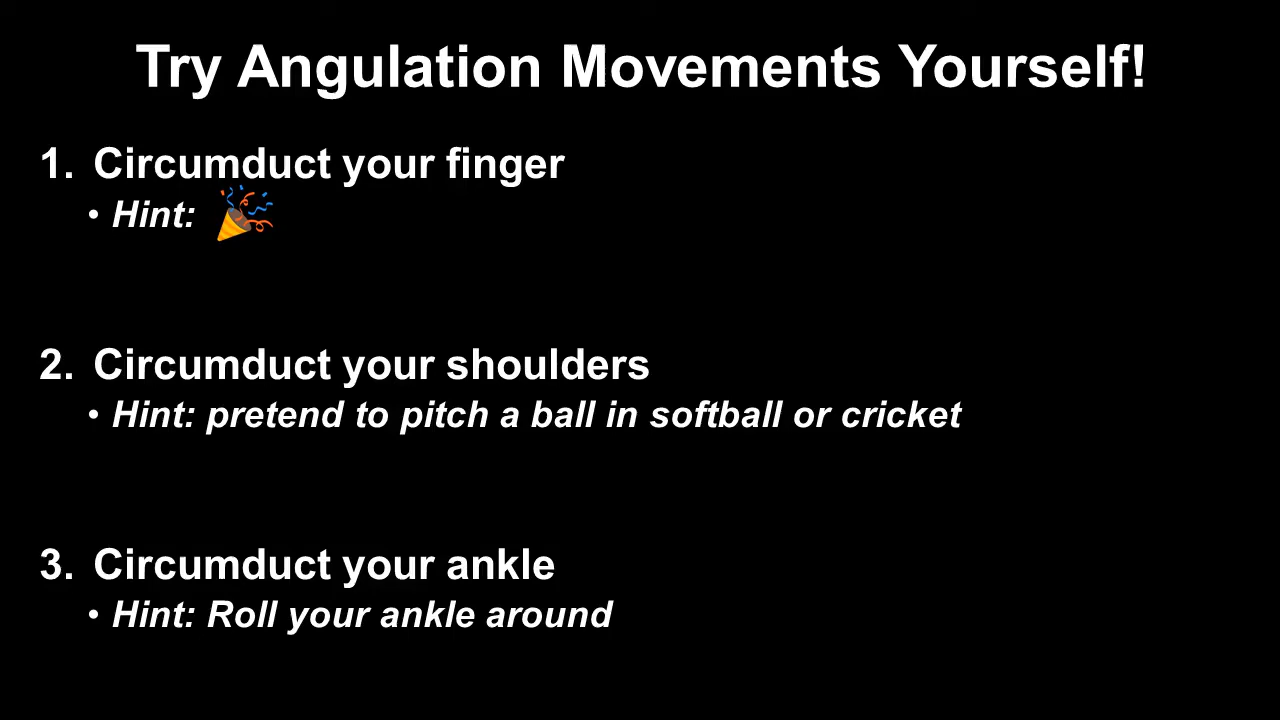 Try Angulation Movements Yourself!
1. Circumduct your finger
• Hint: 🎉
2. Circumduct your shoulders
• Hint: pretend to pitch a ball in softball or cricket
3. Circumduct your ankle
• Hint: Roll your ankle around